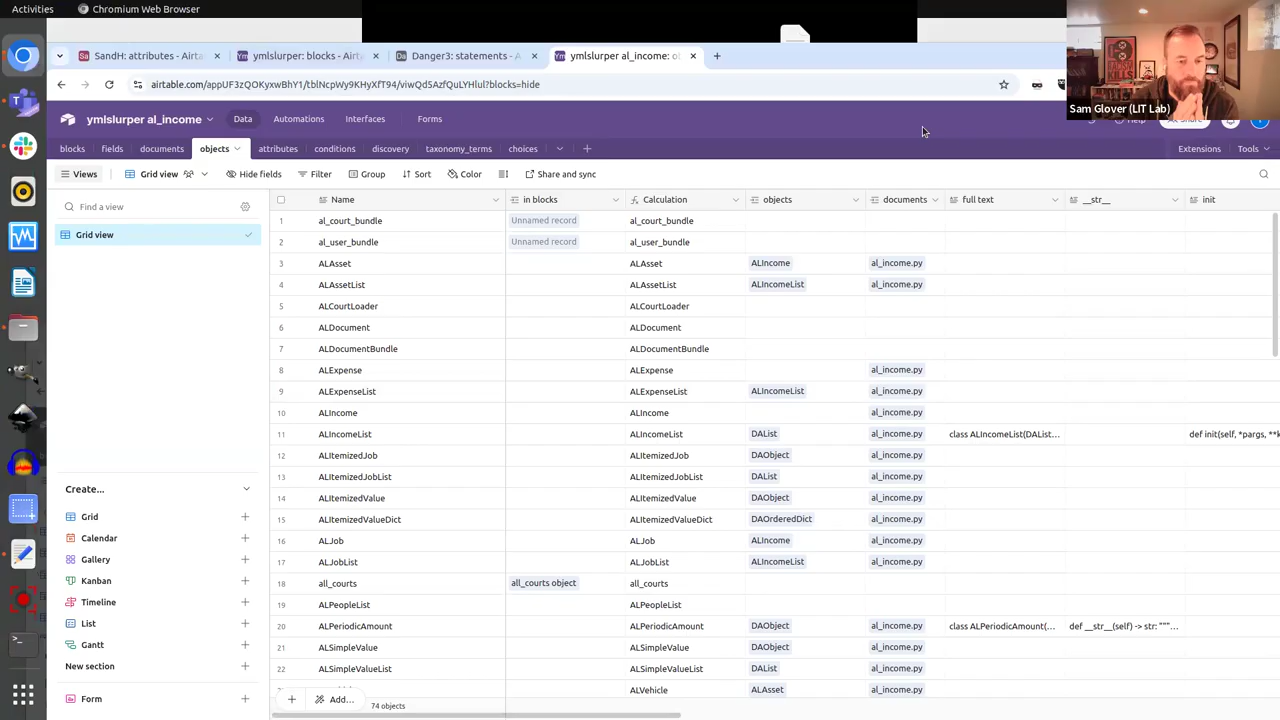 Activities Chromium Web Browser
SandH: attributes - Airta
ymlslurper: blocks - Airta
Danger3: statements - A
ymlslurper al_income: o
airtable.com/appUF3zQOKyxwBhY1/tblNcpWy9KHyXfT94/viwQdSAzfQuLYHlul?blocks=hide
Sam Glover (LIT Lab)
ymlslurper al_income Data Automations Interfaces Forms Help Share
blocks fields documents objects attributes conditions discovery taxonomy_terms choices Extensions Tools
Views Grid view Hide fields Filter Group Sort Color Share and sync
Find a view
Grid view
Create...
Grid
Calendar
Gallery
Kanban
Timeline
List
Gantt
New section
Form
Name in blocks Calculation objects documents full text __str__ init
1 al_court_bundle Unnamed record al_court_bundle
2 al_user_bundle Unnamed record al_user_bundle
3 ALAsset ALAsset ALIncome al_income.py
4 ALAssetList ALAssetList ALIncomeList al_income.py
5 ALCourtLoader ALCourtLoader
6 ALDocument ALDocument
7 ALDocumentBundle ALDocumentBundle
8 ALExpense ALExpense al_income.py
9 ALExpenseList ALExpenseList ALIncomeList al_income.py
10 ALIncome ALIncome al_income.py
11 ALIncomeList ALIncomeList DAList al_income.py class ALIncomeList(DAList... def init(self, *pargs, **k
12 ALItemizedJob ALItemizedJob DAObject al_income.py
13 ALItemizedJobList ALItemizedJobList DAList al_income.py
14 ALItemizedValue ALItemizedValue DAObject al_income.py
15 ALItemizedValueDict ALItemizedValueDict DAOrderedDict al_income.py
16 ALJob ALJob ALIncome al_income.py
17 ALJobList ALJobList ALIncomeList al_income.py
18 all_courts all_courts object all_courts
19 ALPeopleList ALPeopleList
20 ALPeriodicAmount ALPeriodicAmount DAObject al_income.py class ALPeriodicAmount(... def __str__(self) -> str: """...
21 ALSimpleValue ALSimpleValue DAObject al_income.py
22 ALSimpleValueList ALSimpleValueList DAList al_income.py
ALVehicle ALAsset al_income.py
Add... 74 objects